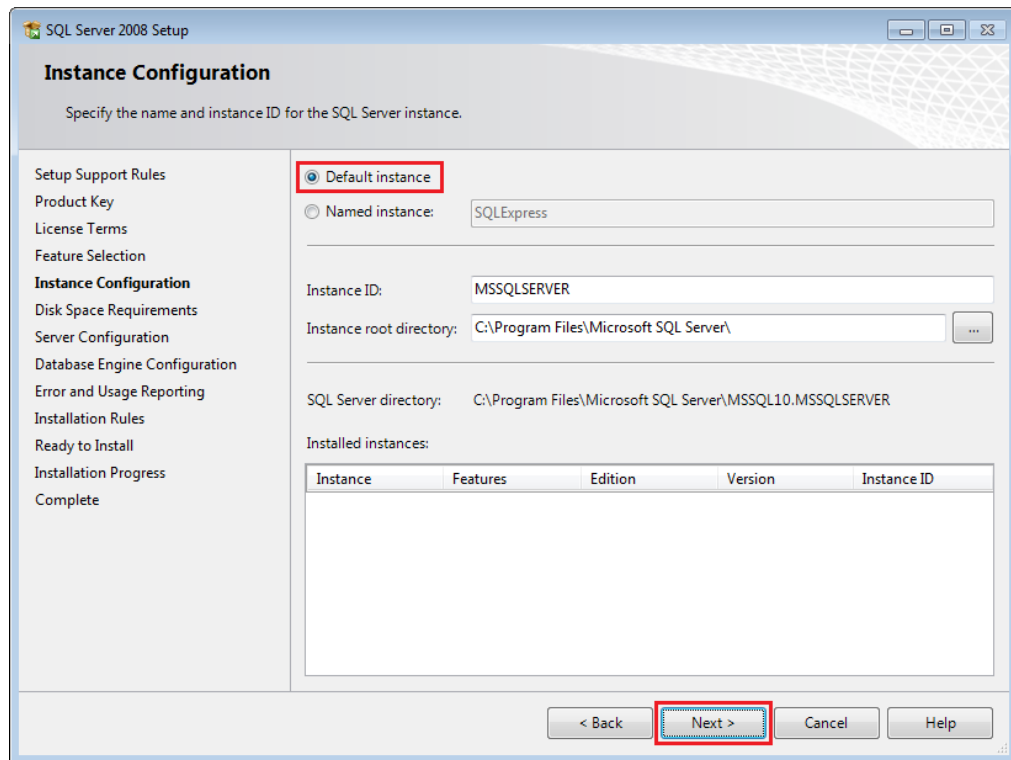 SQL Server 2008 Setup
Instance Configuration
Specify the name and instance ID for the SQL Server instance.
Setup Support Rules
Product Key
License Terms
Feature Selection
Instance Configuration
Disk Space Requirements
Server Configuration
Database Engine Configuration
Error and Usage Reporting
Installation Rules
Ready to Install
Installation Progress
Complete
Default instance
Named instance: SQLExpress
Instance ID: MSSQLSERVER
Instance root directory: C:\Program Files\Microsoft SQL Server\ ...
SQL Server directory: C:\Program Files\Microsoft SQL Server\MSSQL10.MSSQLSERVER
Installed instances:
Instance Features Edition Version Instance ID
< Back Next > Cancel Help